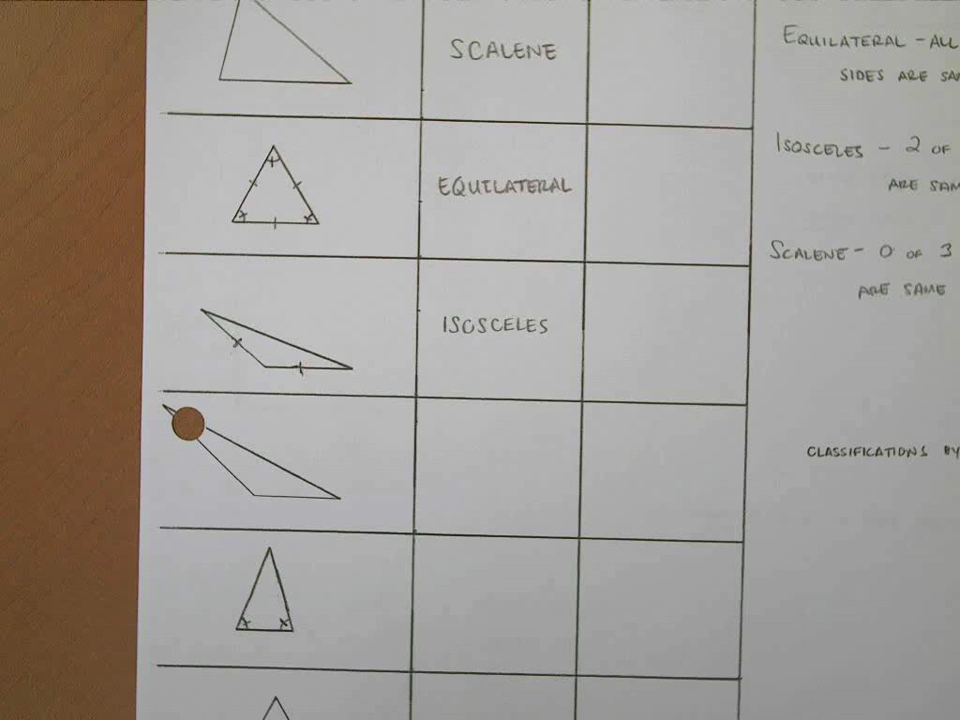 SCALENE
EQUILATERAL
ISOSCELES
EQUILATERAL - ALL
SIDES ARE
ISOSCELES - 2 OF
ARE
SCALENE - 0 OF 3
ARE SAME
CLASSIFICATIONS BY